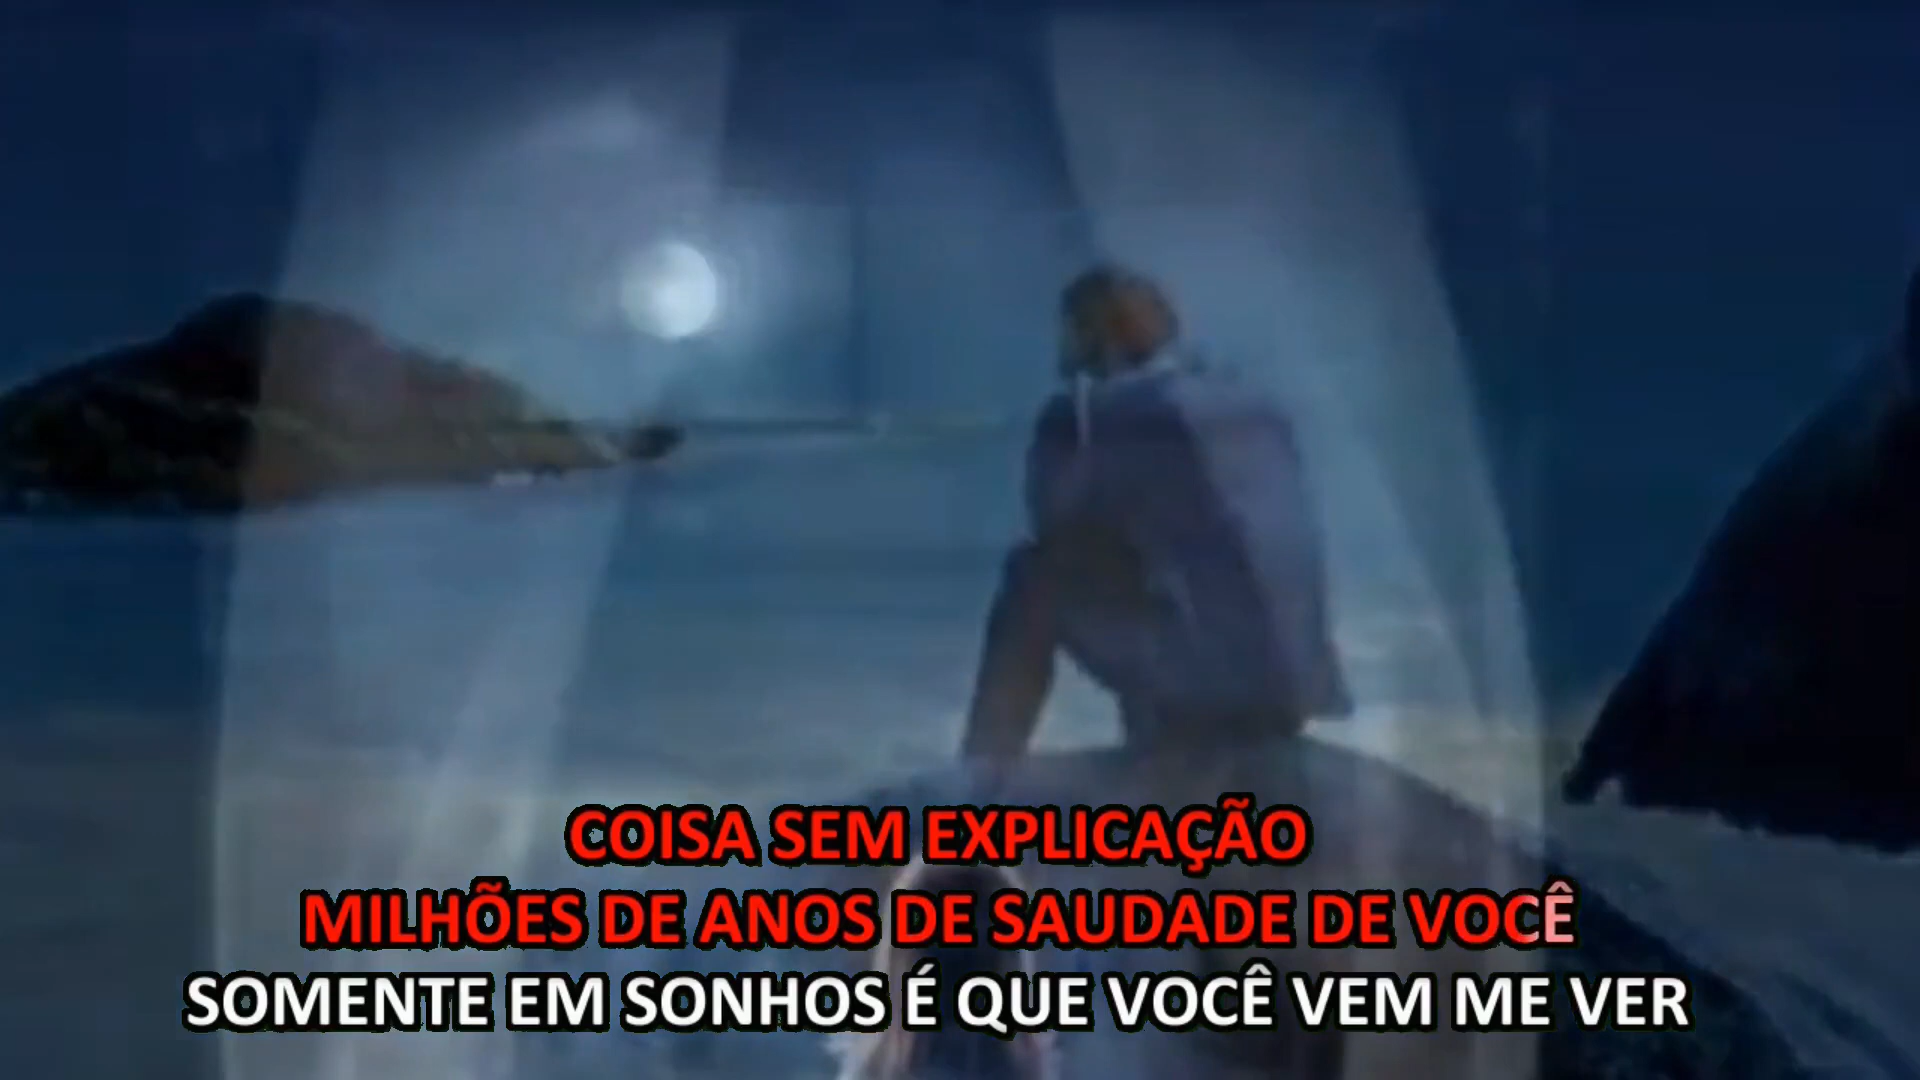 COISA SEM EXPLICAÇÃO
MILHÕES DE ANOS DE SAUDADE DE VOCÊ
SOMENTE EM SONHOS É QUE VOCÊ VEM ME VER